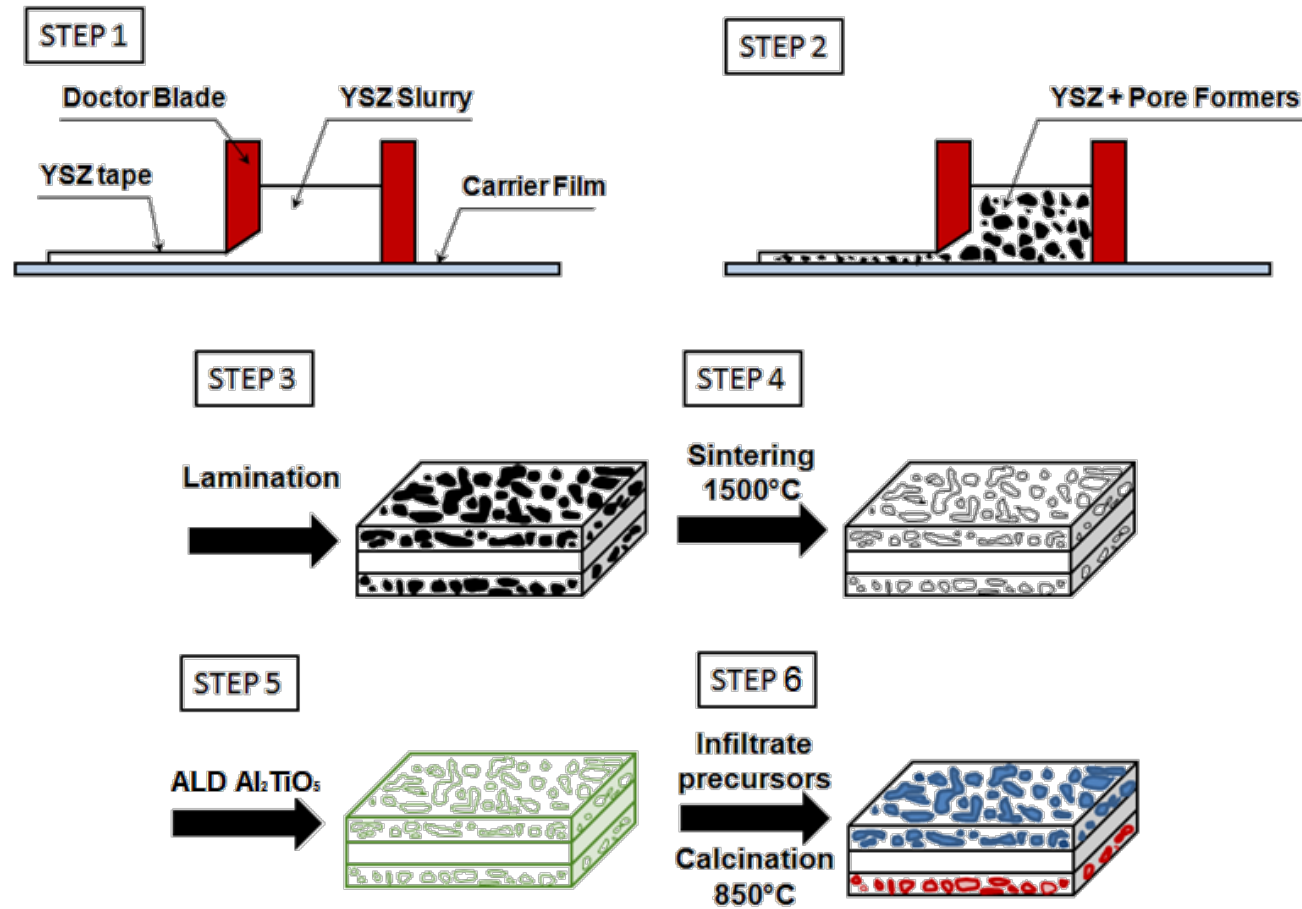 STEP 1
Doctor Blade
YSZ Slurry
YSZ tape
Carrier Film
STEP 2
YSZ + Pore Formers
STEP 3
Lamination
STEP 4
Sintering
1500°C
STEP 5
ALD Al₂TiO₅
STEP 6
Infiltrate
precursors
Calcination
850°C